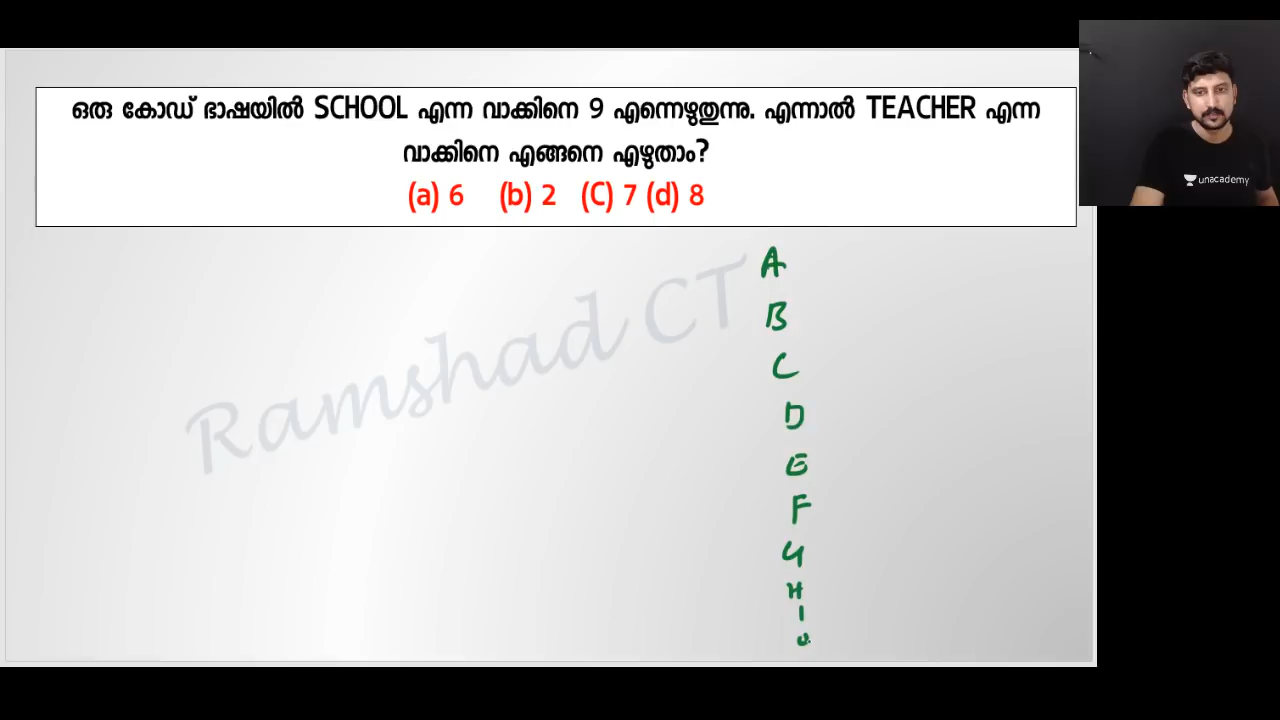 ഒരു കോഡ് ഭാഷയിൽ SCHOOL എന്ന വാക്കിനെ 9 എന്നെഴുതുന്നു. എന്നാൽ TEACHER എന്ന
വാക്കിനെ എങ്ങനെ എഴുതാം?
(a) 6 (b) 2 (C) 7 (d) 8
unacademy
Ramshad CT
A
B
C
D
E
F
G
H
I